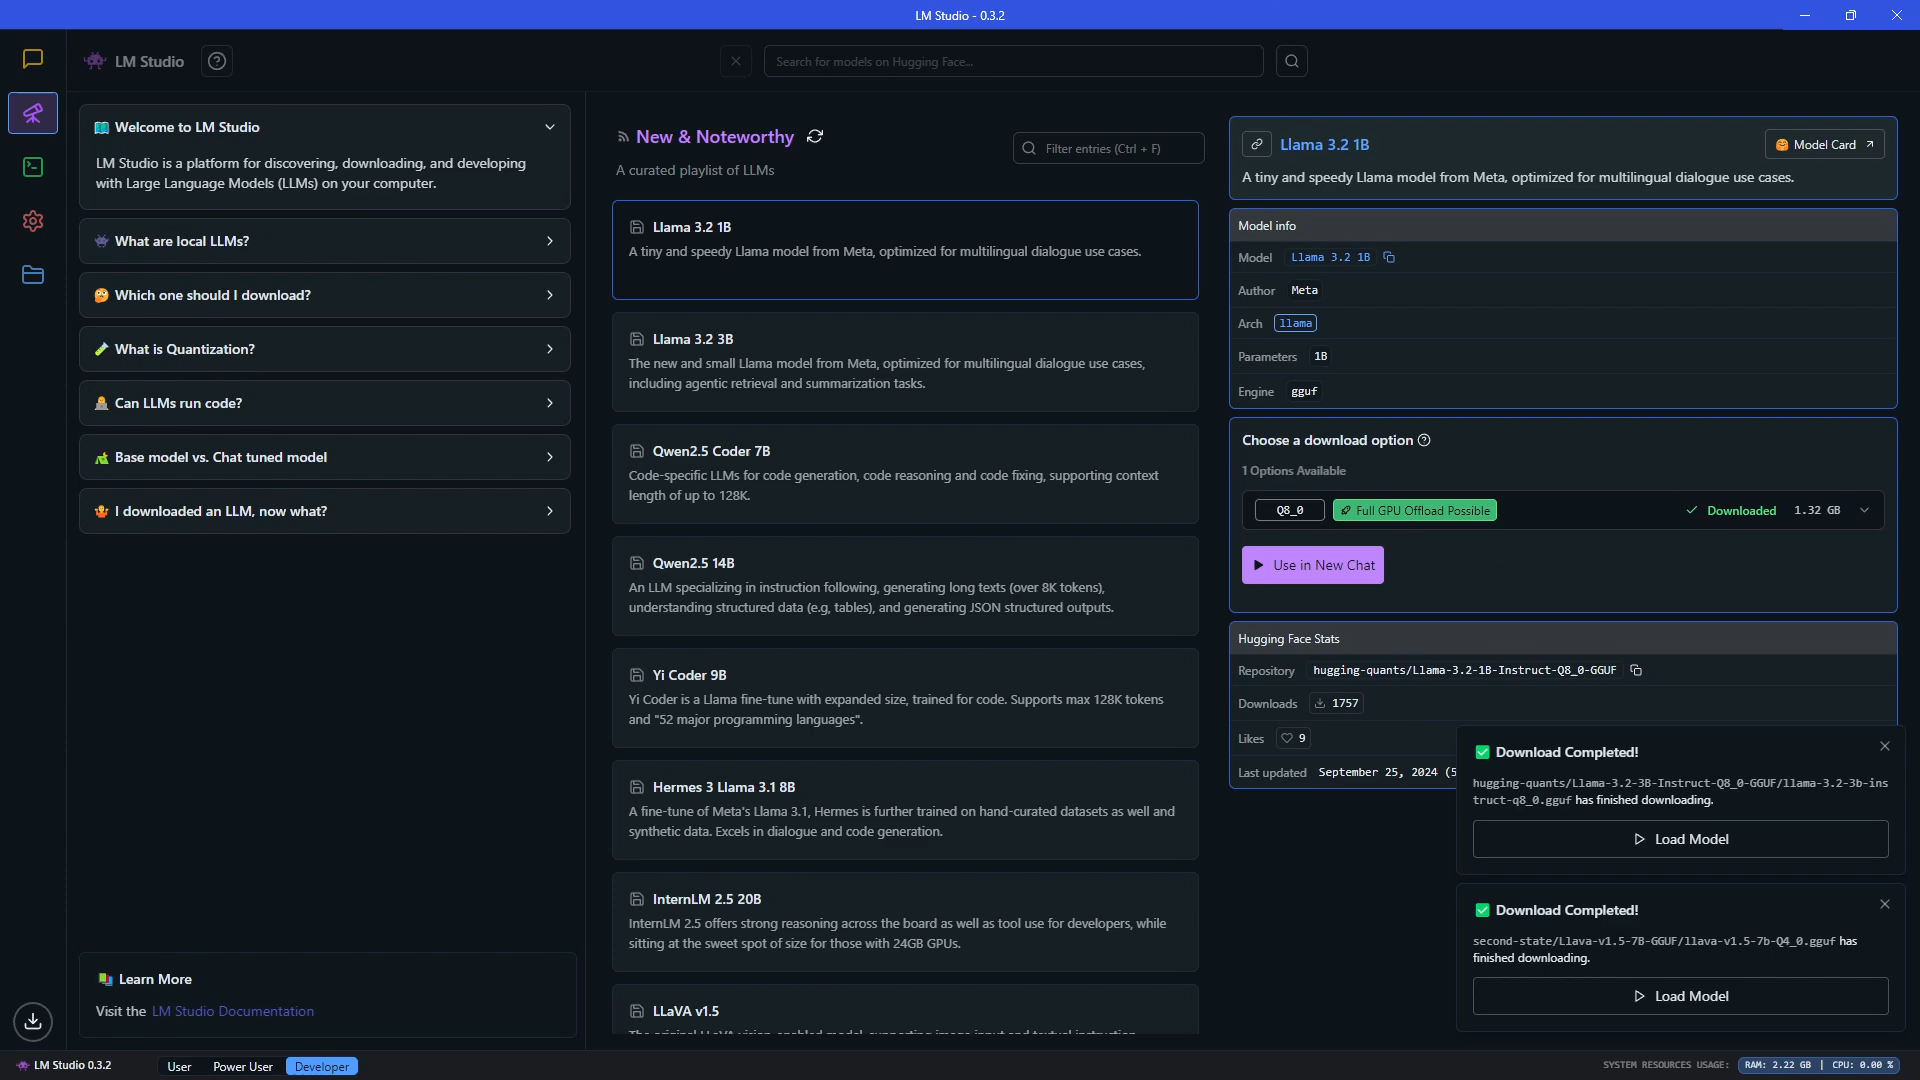 LM Studio - 0.3.2
LM Studio
Search for models on Hugging Face...
Welcome to LM Studio
LM Studio is a platform for discovering, downloading, and developing
with Large Language Models (LLMs) on your computer.
What are local LLMs?
Which one should I download?
What is Quantization?
Can LLMs run code?
Base model vs. Chat tuned model
I downloaded an LLM, now what?
Learn More
Visit the LM Studio Documentation
New & Noteworthy
A curated playlist of LLMs
Filter entries (Ctrl + F)
Llama 3.2 1B
A tiny and speedy Llama model from Meta, optimized for multilingual dialogue use cases.
Llama 3.2 3B
The new and small Llama model from Meta, optimized for multilingual dialogue use cases,
including agentic retrieval and summarization tasks.
Qwen2.5 Coder 7B
Code-specific LLMs for code generation, code reasoning and code fixing, supporting context
length of up to 128K.
Qwen2.5 14B
An LLM specializing in instruction following, generating long texts (over 8K tokens),
understanding structured data (e.g, tables), and generating JSON structured outputs.
Yi Coder 9B
Yi Coder is a Llama fine-tune with expanded size, trained for code. Supports max 128K tokens
and "52 major programming languages".
Hermes 3 Llama 3.1 8B
A fine-tune of Meta's Llama 3.1, Hermes is further trained on hand-curated datasets as well and
synthetic data. Excels in dialogue and code generation.
InternLM 2.5 20B
InternLM 2.5 offers strong reasoning across the board as well as tool use for developers, while
sitting at the sweet spot of size for those with 24GB GPUs.
LLaVA v1.5
Llama 3.2 1B
Model Card
A tiny and speedy Llama model from Meta, optimized for multilingual dialogue use cases.
Model info
Model Llama 3.2 1B
Author Meta
Arch llama
Parameters 1B
Engine gguf
Choose a download option
1 Options Available
Q8_0 Full GPU Offload Possible Downloaded 1.32 GB
Use in New Chat
Hugging Face Stats
Repository hugging-quants/Llama-3.2-1B-Instruct-Q8_0-GGUF
Downloads 1757
Likes 9
Last updated September 25, 2024 (5
Download Completed!
hugging-quants/Llama-3.2-3B-Instruct-Q8_0-GGUF/llama-3.2-3b-ins
truct-q8_0.gguf has finished downloading.
Load Model
Download Completed!
second-state/Llava-v1.5-7B-GGUF/llava-v1.5-7b-Q4_0.gguf has
finished downloading.
Load Model
LM Studio 0.3.2
User Power User Developer
SYSTEM RESOURCES USAGE: RAM: 2.22 GB | CPU: 0.00 %